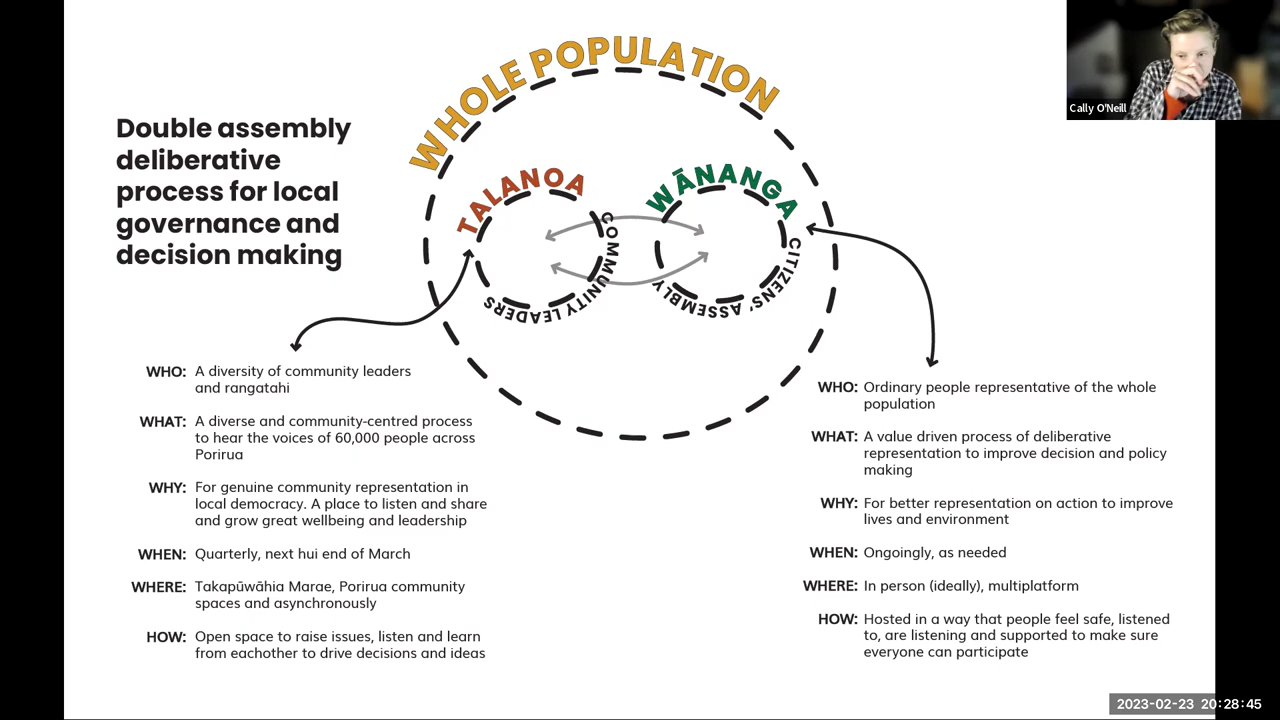 WHOLE POPULATION
Cally O'Neill
Double assembly
deliberative
process for local
governance and
decision making
TALANOA
COMMUNITY LEADERS
WĀNANGA
CITIZENS' ASSEMBLY
WHO: A diversity of community leaders
and rangatahi
WHAT: A diverse and community-centred process
to hear the voices of 60,000 people across
Porirua
WHY: For genuine community representation in
local democracy. A place to listen and share
and grow great wellbeing and leadership
WHEN: Quarterly, next hui end of March
WHERE: Takapūwāhia Marae, Porirua community
spaces and asynchronously
HOW: Open space to raise issues, listen and learn
from eachother to drive decisions and ideas
WHO: Ordinary people representative of the whole
population
WHAT: A value driven process of deliberative
representation to improve decision and policy
making
WHY: For better representation on action to improve
lives and environment
WHEN: Ongoingly, as needed
WHERE: In person (ideally), multiplatform
HOW: Hosted in a way that people feel safe, listened
to, are listening and supported to make sure
everyone can participate
2023-02-23 20:28:45